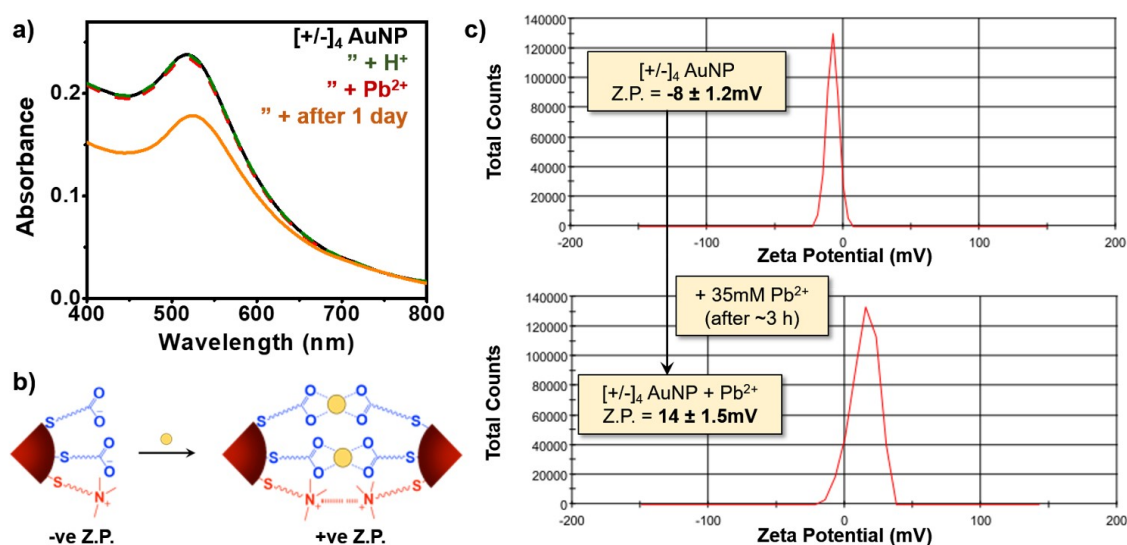 a)
[+/-]₄ AuNP
” + H⁺
” + Pb²⁺
” + after 1 day
Absorbance
0.2
0.1
0.0
400 500 600 700 800
Wavelength (nm)
b)
S O O -
S O O -
S N +
-ve Z.P.
S O O O O S
S O O O O S
S N + N + S
+ve Z.P.
c)
Total Counts
140000
120000
100000
80000
60000
40000
20000
0
-200 -100 0 100 200
Zeta Potential (mV)
[+/-]₄ AuNP
Z.P. = -8 ± 1.2mV
+ 35mM Pb²⁺
(after ~3 h)
Total Counts
140000
120000
100000
80000
60000
40000
20000
0
-200 -100 0 100 200
Zeta Potential (mV)
[+/-]₄ AuNP + Pb²⁺
Z.P. = 14 ± 1.5mV